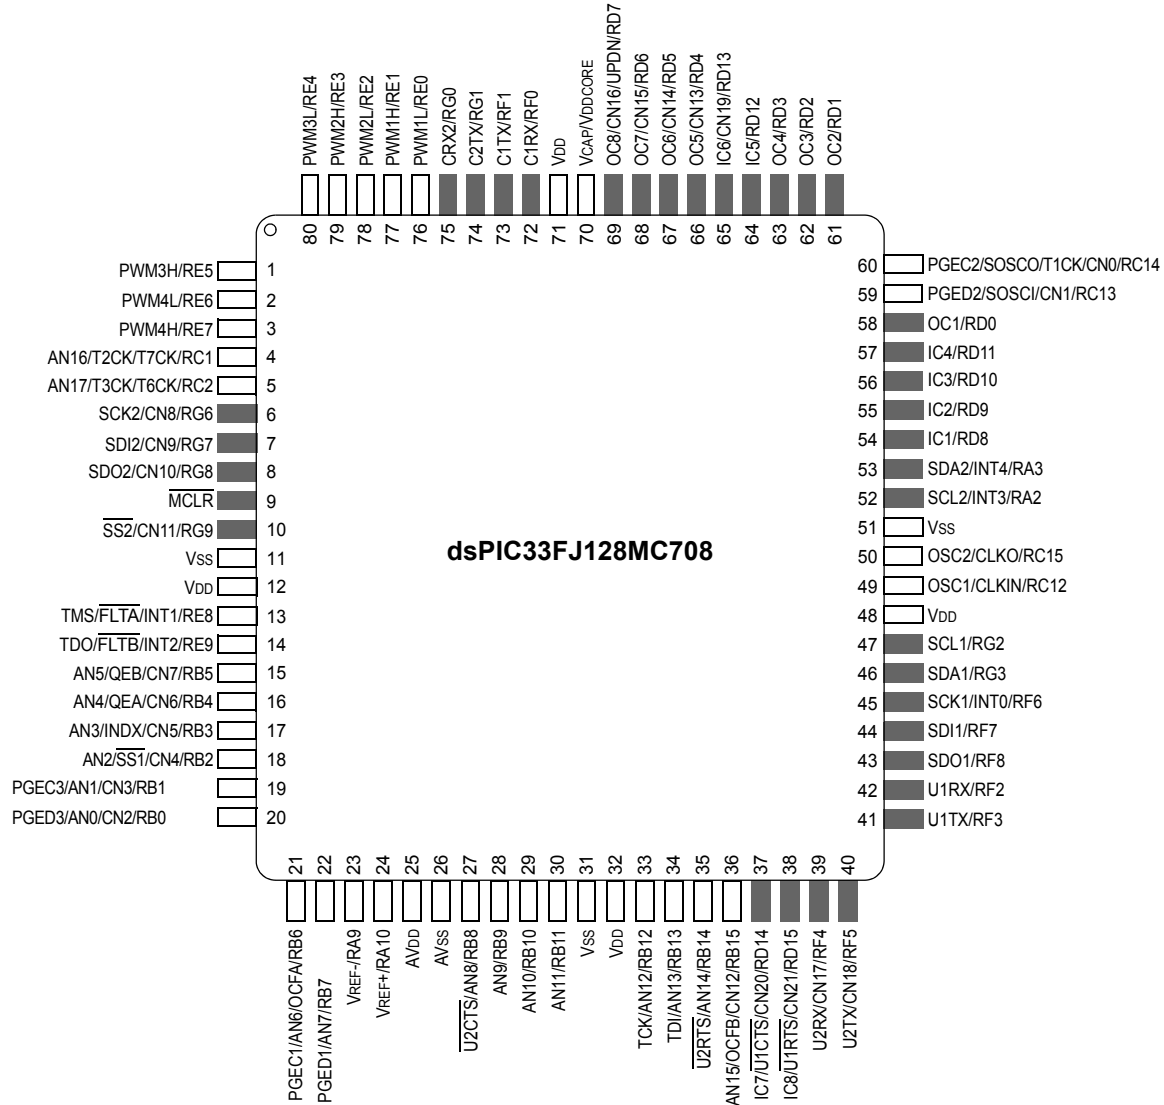 PWM3L/RE4
PWM2H/RE3
PWM2L/RE2
PWM1H/RE1
PWM1L/RE0
CRX2/RG0
C2TX/RG1
C1TX/RF1
C1RX/RF0
VDD
VCAP/VDDCORE
OC8/CN16/UPDN/RD7
OC7/CN15/RD6
OC6/CN14/RD5
OC5/CN13/RD4
IC6/CN19/RD13
IC5/RD12
OC4/RD3
OC3/RD2
OC2/RD1
80 79 78 77 76 75 74 73 72 71 70 69 68 67 66 65 64 63 62 61
PWM3H/RE5 1
PWM4L/RE6 2
PWM4H/RE7 3
AN16/T2CK/T7CK/RC1 4
AN17/T3CK/T6CK/RC2 5
SCK2/CN8/RG6 6
SDI2/CN9/RG7 7
SDO2/CN10/RG8 8
MCLR 9
SS2/CN11/RG9 10
VSS 11
VDD 12
TMS/FLTA/INT1/RE8 13
TDO/FLTB/INT2/RE9 14
AN5/QEB/CN7/RB5 15
AN4/QEA/CN6/RB4 16
AN3/INDX/CN5/RB3 17
AN2/SS1/CN4/RB2 18
PGEC3/AN1/CN3/RB1 19
PGED3/AN0/CN2/RB0 20
dsPIC33FJ128MC708
60 PGEC2/SOSCO/T1CK/CN0/RC14
59 PGED2/SOSCI/CN1/RC13
58 OC1/RD0
57 IC4/RD11
56 IC3/RD10
55 IC2/RD9
54 IC1/RD8
53 SDA2/INT4/RA3
52 SCL2/INT3/RA2
51 VSS
50 OSC2/CLKO/RC15
49 OSC1/CLKIN/RC12
48 VDD
47 SCL1/RG2
46 SDA1/RG3
45 SCK1/INT0/RF6
44 SDI1/RF7
43 SDO1/RF8
42 U1RX/RF2
41 U1TX/RF3
21 22 23 24 25 26 27 28 29 30 31 32 33 34 35 36 37 38 39 40
PGEC1/AN6/OCFA/RB6
PGED1/AN7/RB7
VREF-/RA9
VREF+/RA10
AVDD
AVSS
U2CTS/AN8/RB8
AN9/RB9
AN10/RB10
AN11/RB11
VSS
VDD
TCK/AN12/RB12
TDI/AN13/RB13
U2RTS/AN14/RB14
AN15/OCFB/CN12/RB15
IC7/U1CTS/CN20/RD14
IC8/U1RTS/CN21/RD15
U2RX/CN17/RF4
U2TX/CN18/RF5